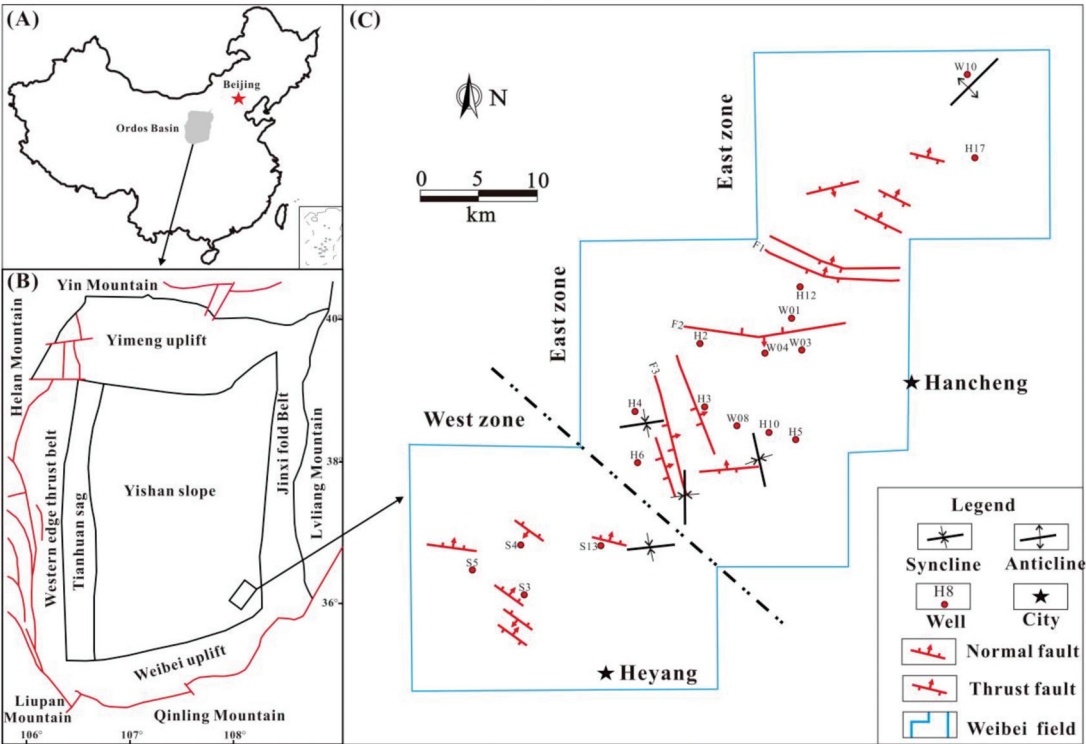 (A)
Beijing
Ordos Basin
(B)
Yin Mountain
40°
Yimeng uplift
Helan Mountain
Western edge thrust belt
Tianhuan sag
Yishan slope
Jinxi fold Belt
Lvliang Mountain
38°
36°
Weibei uplift
Liupan
Mountain
Qinling Mountain
106°
107°
108°
(C)
N
0 5 10
km
East zone
East zone
West zone
W10
H17
F1
H12
W01
F2
H2
W04
W03
F3
H4
H3
W08
H10
H5
H6
Hancheng
S4
S13
S5
S3
Heyang
Legend
Syncline
Anticline
H8
Well
City
Normal fault
Thrust fault
Weibei field